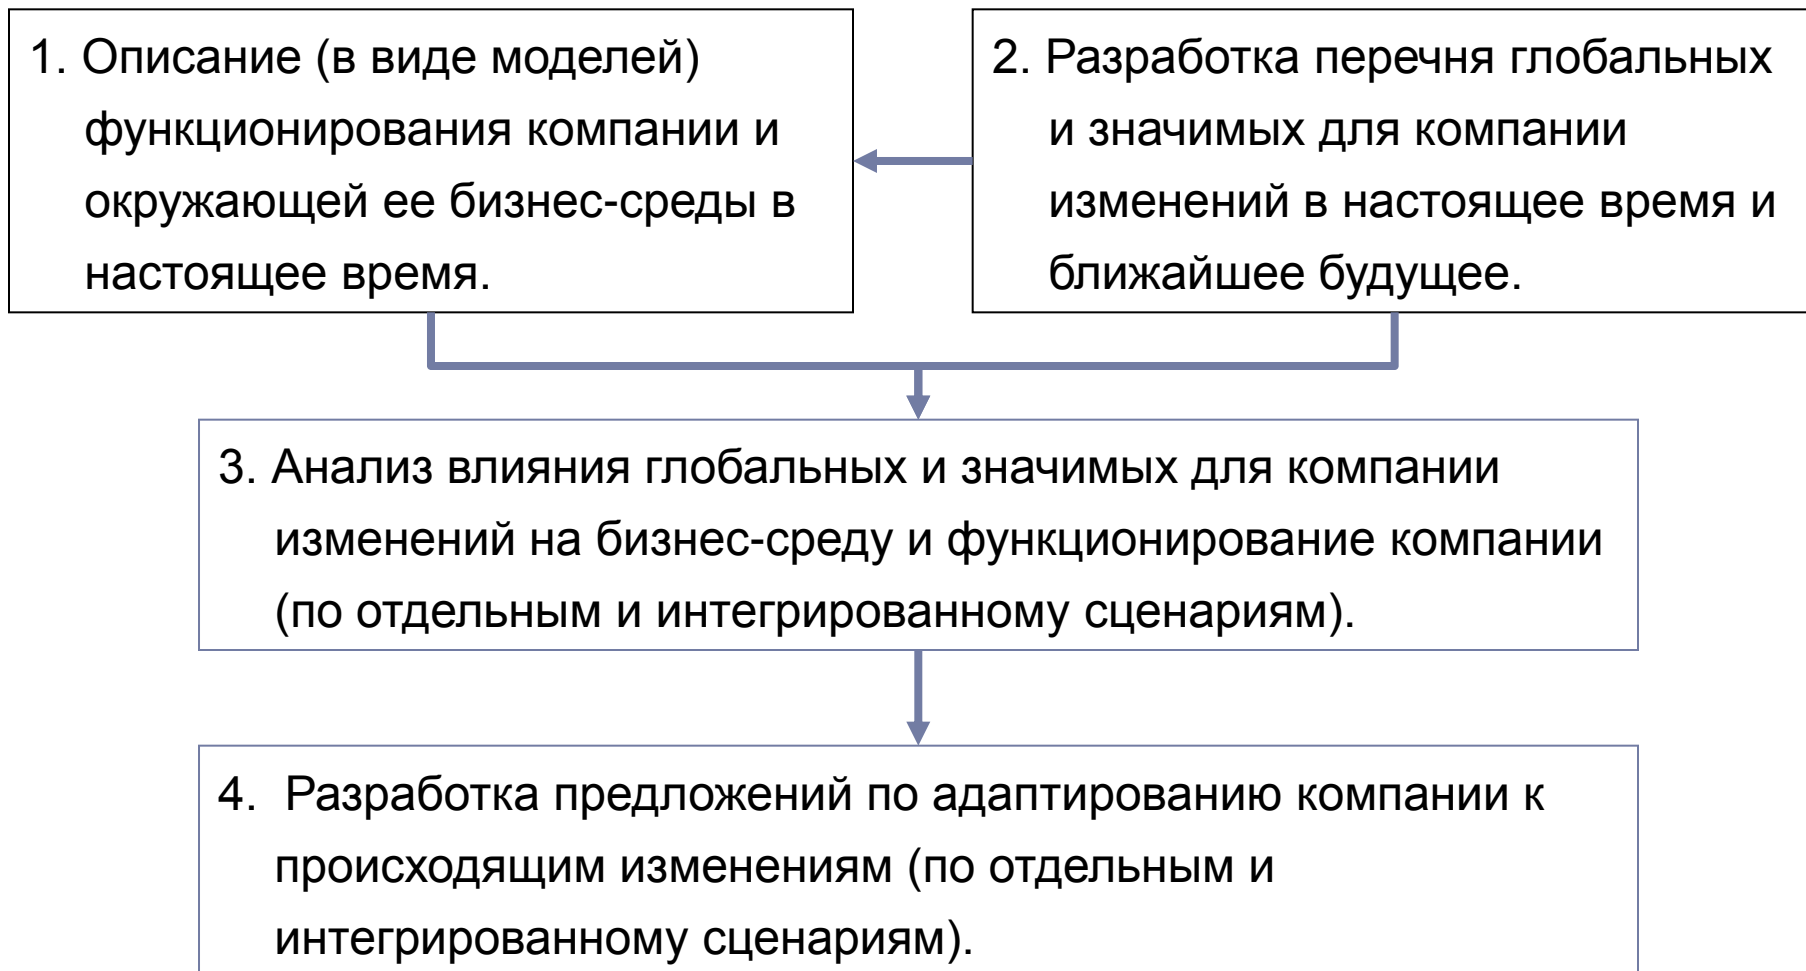 1. Описание (в виде моделей)
функционирования компании и
окружающей ее бизнес-среды в
настоящее время.
2. Разработка перечня глобальных
и значимых для компании
изменений в настоящее время и
ближайшее будущее.
3. Анализ влияния глобальных и значимых для компании
изменений на бизнес-среду и функционирование компании
(по отдельным и интегрированному сценариям).
4. Разработка предложений по адаптированию компании к
происходящим изменениям (по отдельным и
интегрированному сценариям).